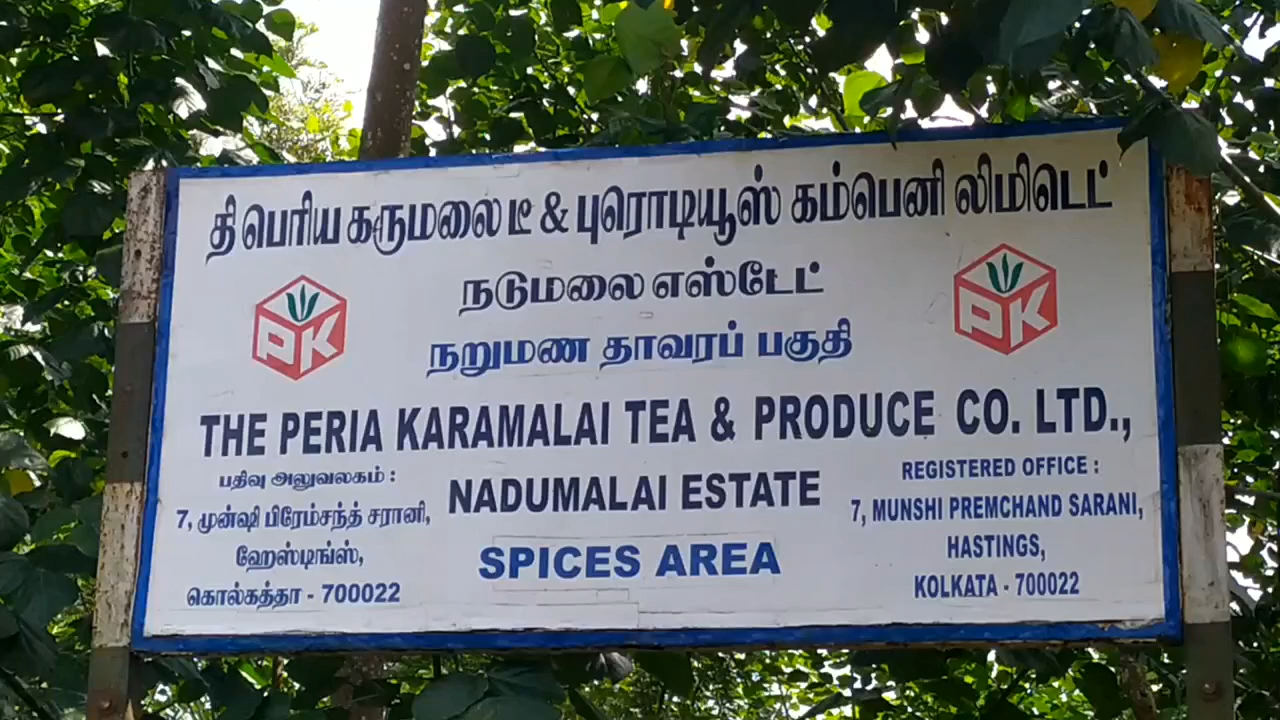 தி பெரிய கருமலை டீ & புரொடியூஸ் கம்பெனி லிமிடெட்
நடுமலை எஸ்டேட்
PK
PK
நறுமண தாவரப் பகுதி
THE PERIA KARAMALAI TEA & PRODUCE CO. LTD.,
பதிவு அலுவலகம் :
7, முன்ஷி பிரேம்சந்த் சரானி,
ஹேஸ்டிங்ஸ்,
கொல்கத்தா - 700022
NADUMALAI ESTATE
SPICES AREA
REGISTERED OFFICE :
7, MUNSHI PREMCHAND SARANI,
HASTINGS,
KOLKATA - 700022